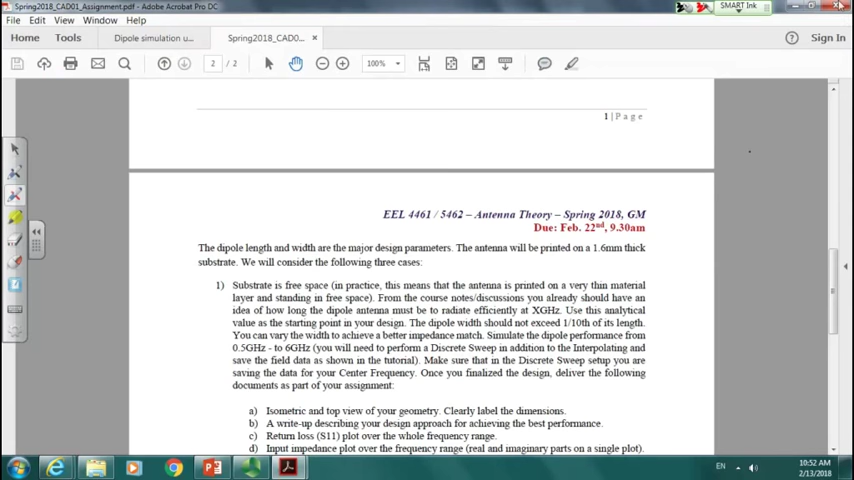 Spring2018_CAD01_Assignment.pdf - Adobe Acrobat Pro DC
SMART Ink
File Edit View Window Help
Home Tools Dipole simulation u... Spring2018_CAD0... × Sign In
2 / 2 100%
1 | P a g e
EEL 4461 / 5462 – Antenna Theory – Spring 2018, GM
Due: Feb. 22nd, 9.30am
The dipole length and width are the major design parameters. The antenna will be printed on a 1.6mm thick
substrate. We will consider the following three cases:
1) Substrate is free space (in practice, this means that the antenna is printed on a very thin material
layer and standing in free space). From the course notes/discussions you already should have an
idea of how long the dipole antenna must be to radiate efficiently at XGHz. Use this analytical
value as the starting point in your design. The dipole width should not exceed 1/10th of its length.
You can vary the width to achieve a better impedance match. Simulate the dipole performance from
0.5GHz - to 6GHz (you will need to perform a Discrete Sweep in addition to the Interpolating and
save the field data as shown in the tutorial). Make sure that in the Discrete Sweep setup you are
saving the data for your Center Frequency. Once you finalized the design, deliver the following
documents as part of your assignment:
a) Isometric and top view of your geometry. Clearly label the dimensions.
b) A write-up describing your design approach for achieving the best performance.
c) Return loss (S11) plot over the whole frequency range.
d) Input impedance plot over the frequency range (real and imaginary parts on a single plot).
EN 10:52 AM
2/13/2018